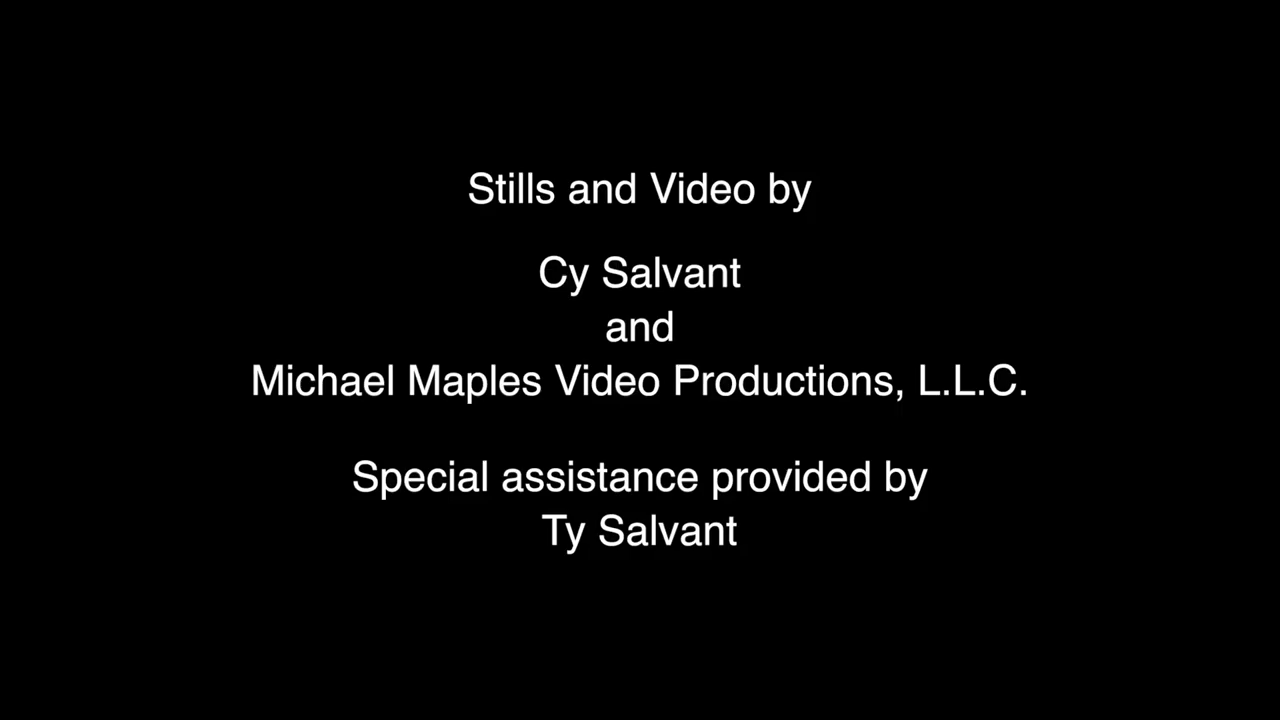 Stills and Video by
Cy Salvant
and
Michael Maples Video Productions, L.L.C.
Special assistance provided by
Ty Salvant